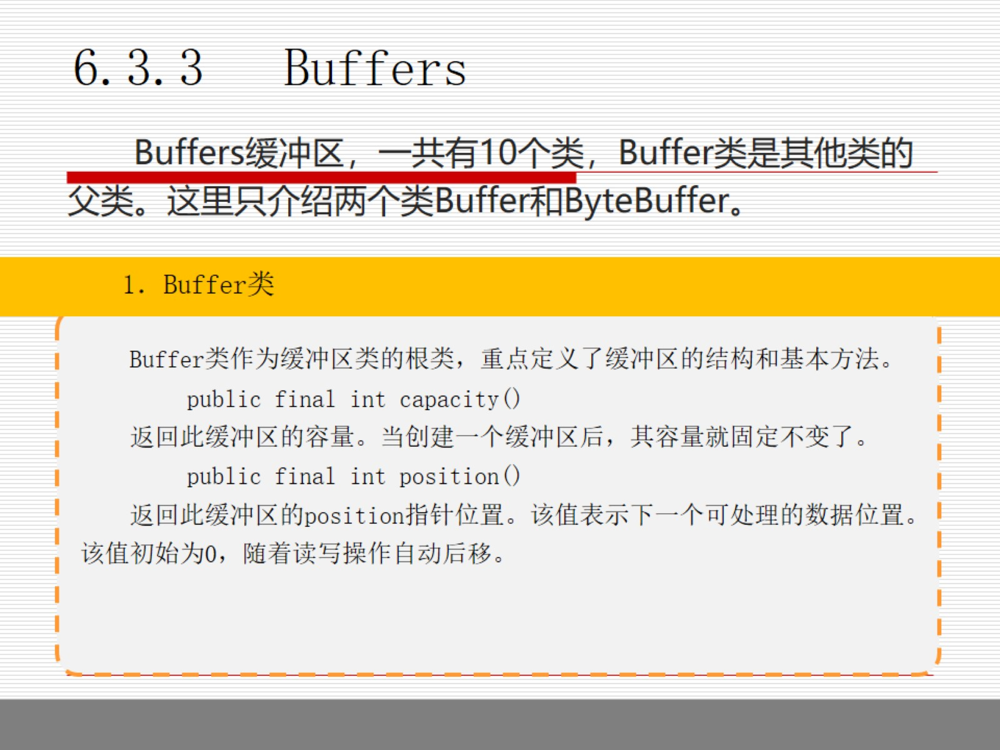 6.3.3 Buffers
Buffers缓冲区，一共有10个类，Buffer类是其他类的
父类。这里只介绍两个类Buffer和ByteBuffer。
1. Buffer类
Buffer类作为缓冲区类的根类，重点定义了缓冲区的结构和基本方法。
public final int capacity()
返回此缓冲区的容量。当创建一个缓冲区后，其容量就固定不变了。
public final int position()
返回此缓冲区的position指针位置。该值表示下一个可处理的数据位置。
该值初始为0，随着读写操作自动后移。